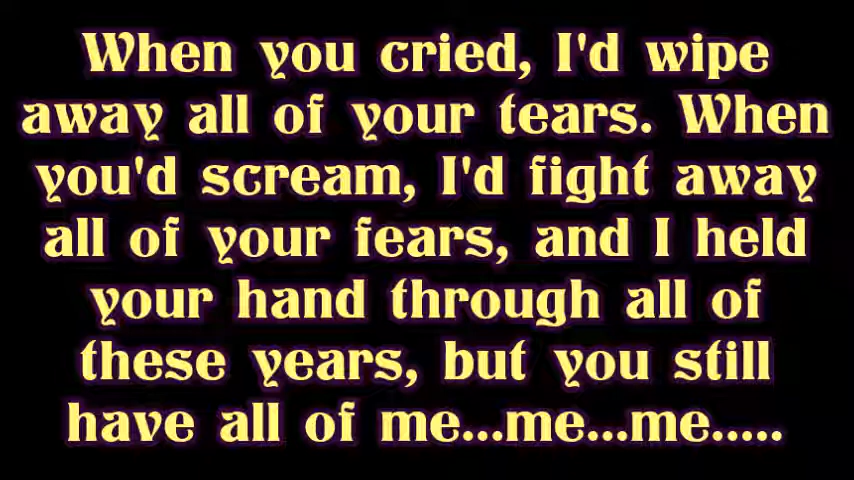 When you cried, I'd wipe
away all of your tears. When
you'd scream, I'd fight away
all of your fears, and I held
your hand through all of
these years, but you still
have all of me...me...me.....